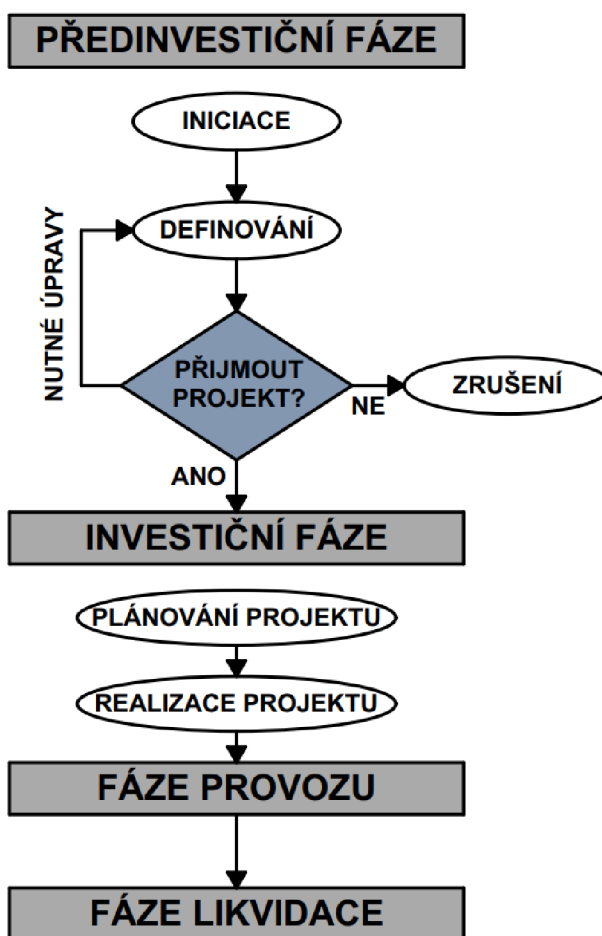 PŘEDINVESTIČNÍ FÁZE
INICIACE
DEFINOVÁNÍ
NUTNÉ ÚPRAVY
PŘIJMOUT
PROJEKT?
NE
ZRUŠENÍ
ANO
INVESTIČNÍ FÁZE
PLÁNOVÁNÍ PROJEKTU
REALIZACE PROJEKTU
FÁZE PROVOZU
FÁZE LIKVIDACE